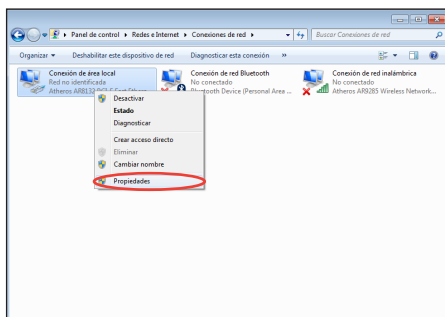 Panel de control ▸ Redes e Internet ▸ Conexiones de red ▸
Buscar Conexiones de red
Organizar
Deshabilitar este dispositivo de red
Diagnosticar esta conexión
»
Conexión de área local
Red no identificada
Atheros AR8132
Conexión de red Bluetooth
No conectado
Bluetooth Device (Personal Area ...
Conexión de red inalámbrica
No conectado
Atheros AR9285 Wireless Network...
Desactivar
Estado
Diagnosticar
Crear acceso directo
Eliminar
Cambiar nombre
Propiedades